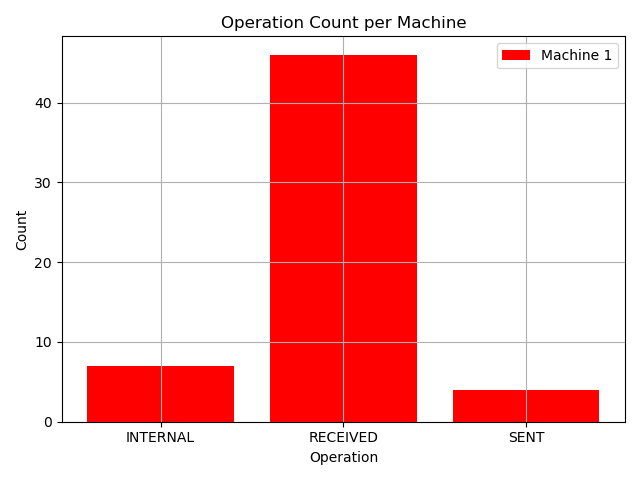 Operation Count per Machine
Machine 1
Count
40
30
20
10
0
INTERNAL RECEIVED SENT
Operation